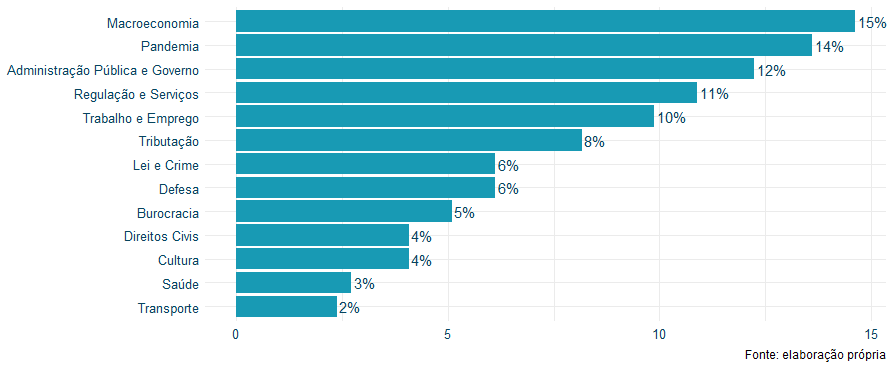 Macroeconomia 15%
Pandemia 14%
Administração Pública e Governo 12%
Regulação e Serviços 11%
Trabalho e Emprego 10%
Tributação 8%
Lei e Crime 6%
Defesa 6%
Burocracia 5%
Direitos Civis 4%
Cultura 4%
Saúde 3%
Transporte 2%
0 5 10 15
Fonte: elaboração própria